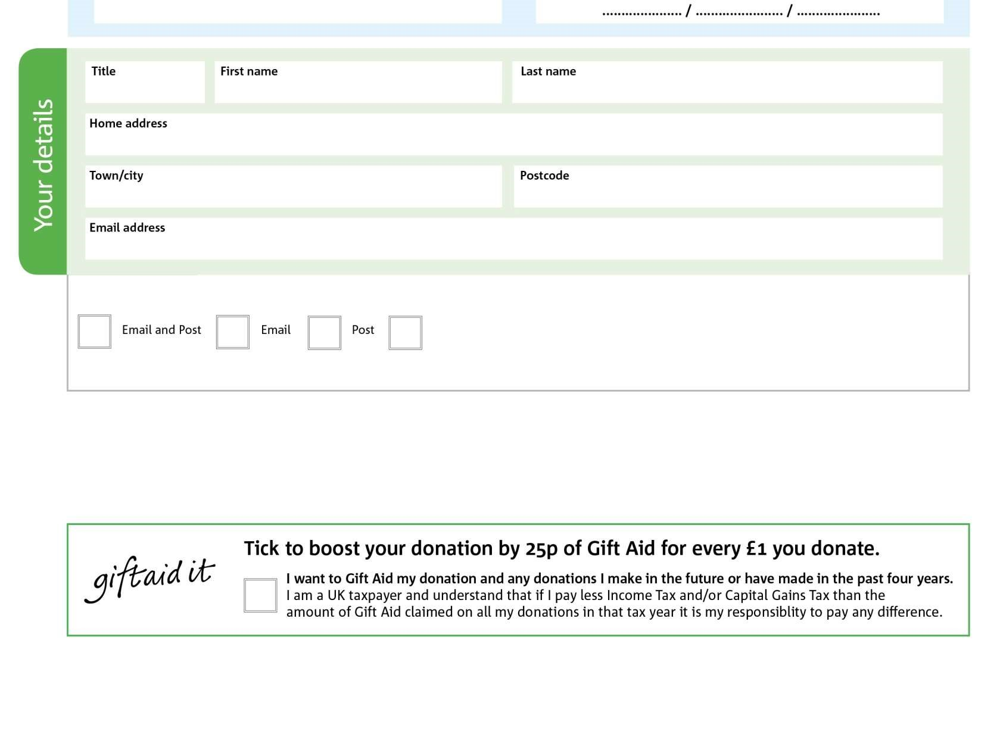 ..................... / ....................... / ......................
Your details
Title First name Last name
Home address
Town/city Postcode
Email address
Email and Post Email Post
giftaid it
Tick to boost your donation by 25p of Gift Aid for every £1 you donate.
I want to Gift Aid my donation and any donations I make in the future or have made in the past four years.
I am a UK taxpayer and understand that if I pay less Income Tax and/or Capital Gains Tax than the
amount of Gift Aid claimed on all my donations in that tax year it is my responsiblity to pay any difference.